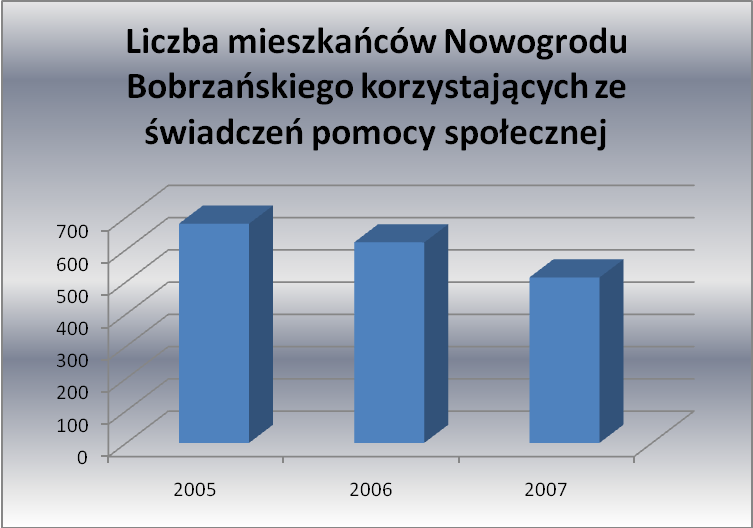 Liczba mieszkańców Nowogrodu
Bobrzańskiego korzystających ze
świadczeń pomocy społecznej
700
600
500
400
300
200
100
0
2005 2006 2007